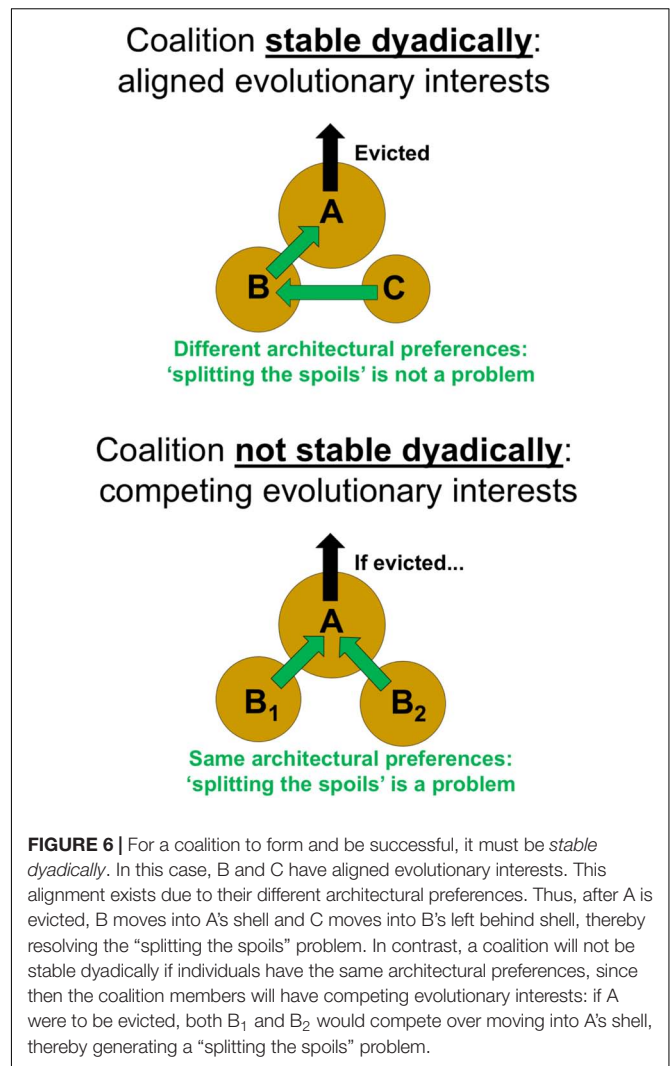 Coalition stable dyadically:
aligned evolutionary interests
Evicted
A
B
C
Different architectural preferences:
‘splitting the spoils’ is not a problem
Coalition not stable dyadically:
competing evolutionary interests
If evicted...
A
B₁
B₂
Same architectural preferences:
‘splitting the spoils’ is a problem
FIGURE 6 | For a coalition to form and be successful, it must be stable
dyadically. In this case, B and C have aligned evolutionary interests. This
alignment exists due to their different architectural preferences. Thus, after A is
evicted, B moves into A’s shell and C moves into B’s left behind shell, thereby
resolving the “splitting the spoils” problem. In contrast, a coalition will not be
stable dyadically if individuals have the same architectural preferences, since
then the coalition members will have competing evolutionary interests: if A
were to be evicted, both B₁ and B₂ would compete over moving into A’s shell,
thereby generating a “splitting the spoils” problem.